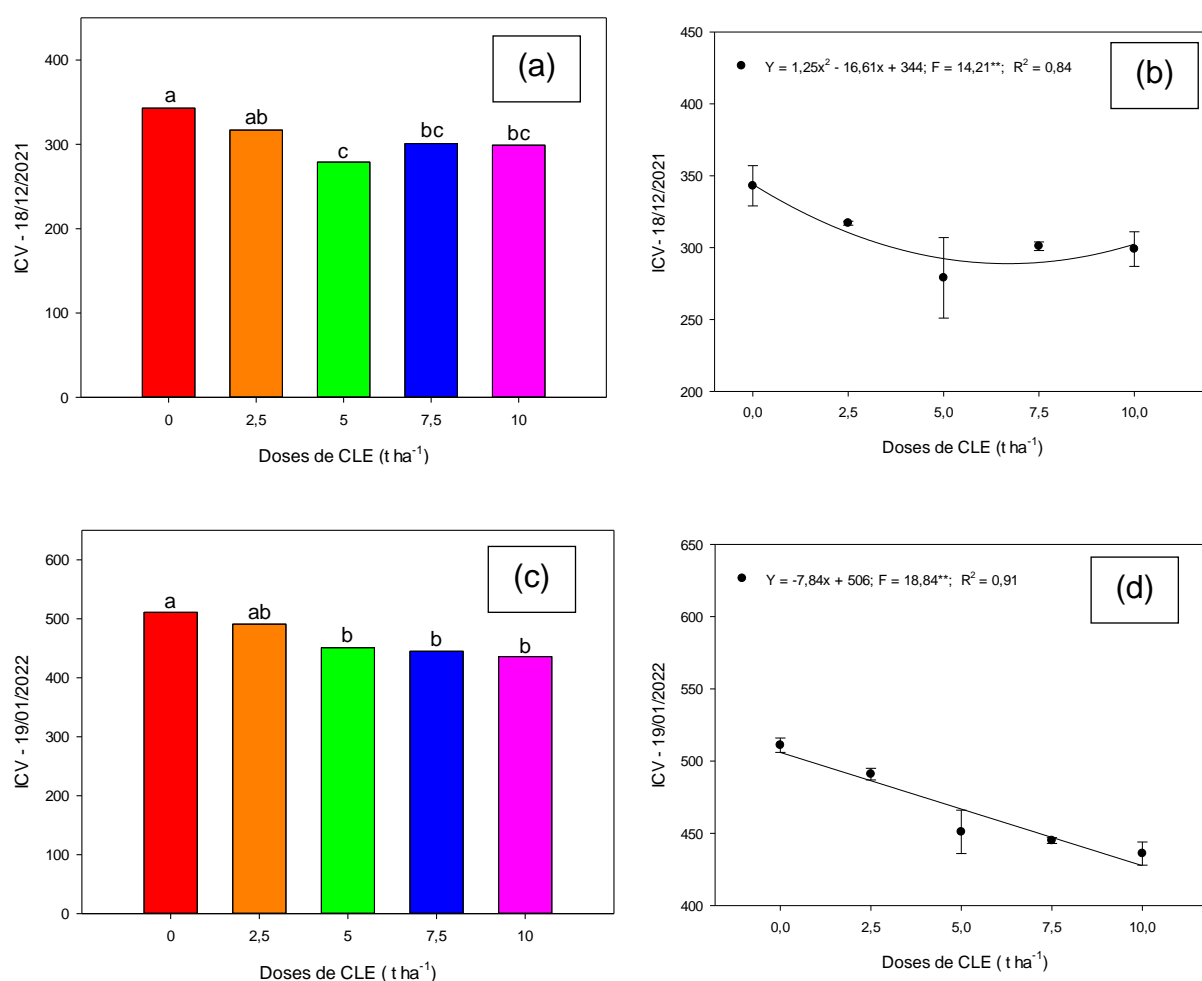 (a)
400
300
200
100
0
a
ab
c
bc
bc
ICV - 18/12/2021
0 2,5 5 7,5 10
Doses de CLE (t ha⁻¹)
(b)
Y = 1,25x² - 16,61x + 344; F = 14,21**; R² = 0,84
450
400
350
300
250
200
ICV - 18/12/2021
0,0 2,5 5,0 7,5 10,0
Doses de CLE (t ha⁻¹)
(c)
600
500
400
300
200
100
0
a
ab
b
b
b
ICV - 19/01/2022
0 2,5 5 7,5 10
Doses de CLE ( t ha⁻¹)
(d)
Y = -7,84x + 506; F = 18,84**; R² = 0,91
650
600
550
500
450
400
ICV - 19/01/2022
0,0 2,5 5,0 7,5 10,0
Doses de CLE (t ha⁻¹)